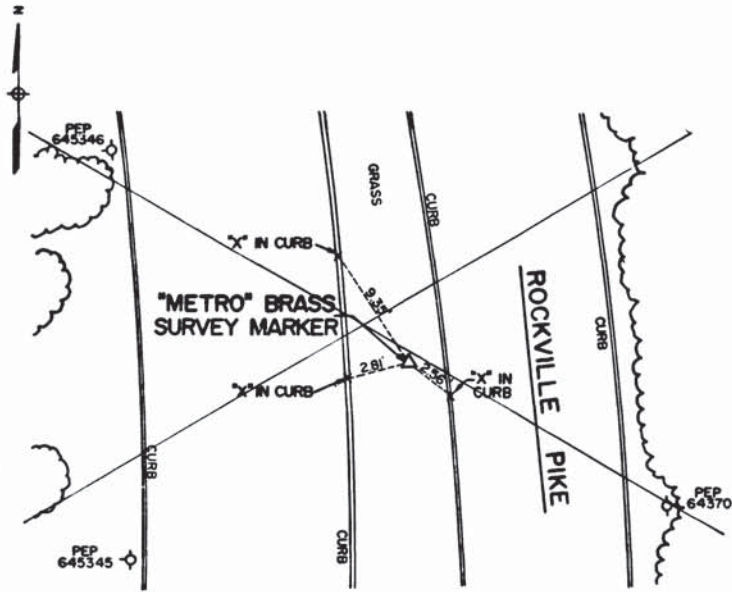 N
PEP
645346
GRASS
CURB
"X" IN CURB
9.35'
"METRO" BRASS
SURVEY MARKER
ROCKVILLE PIKE
CURB
2.81'
2.56'
"X" IN CURB
"X" IN
CURB
CURB
CURB
PEP
64370
PEP
645345